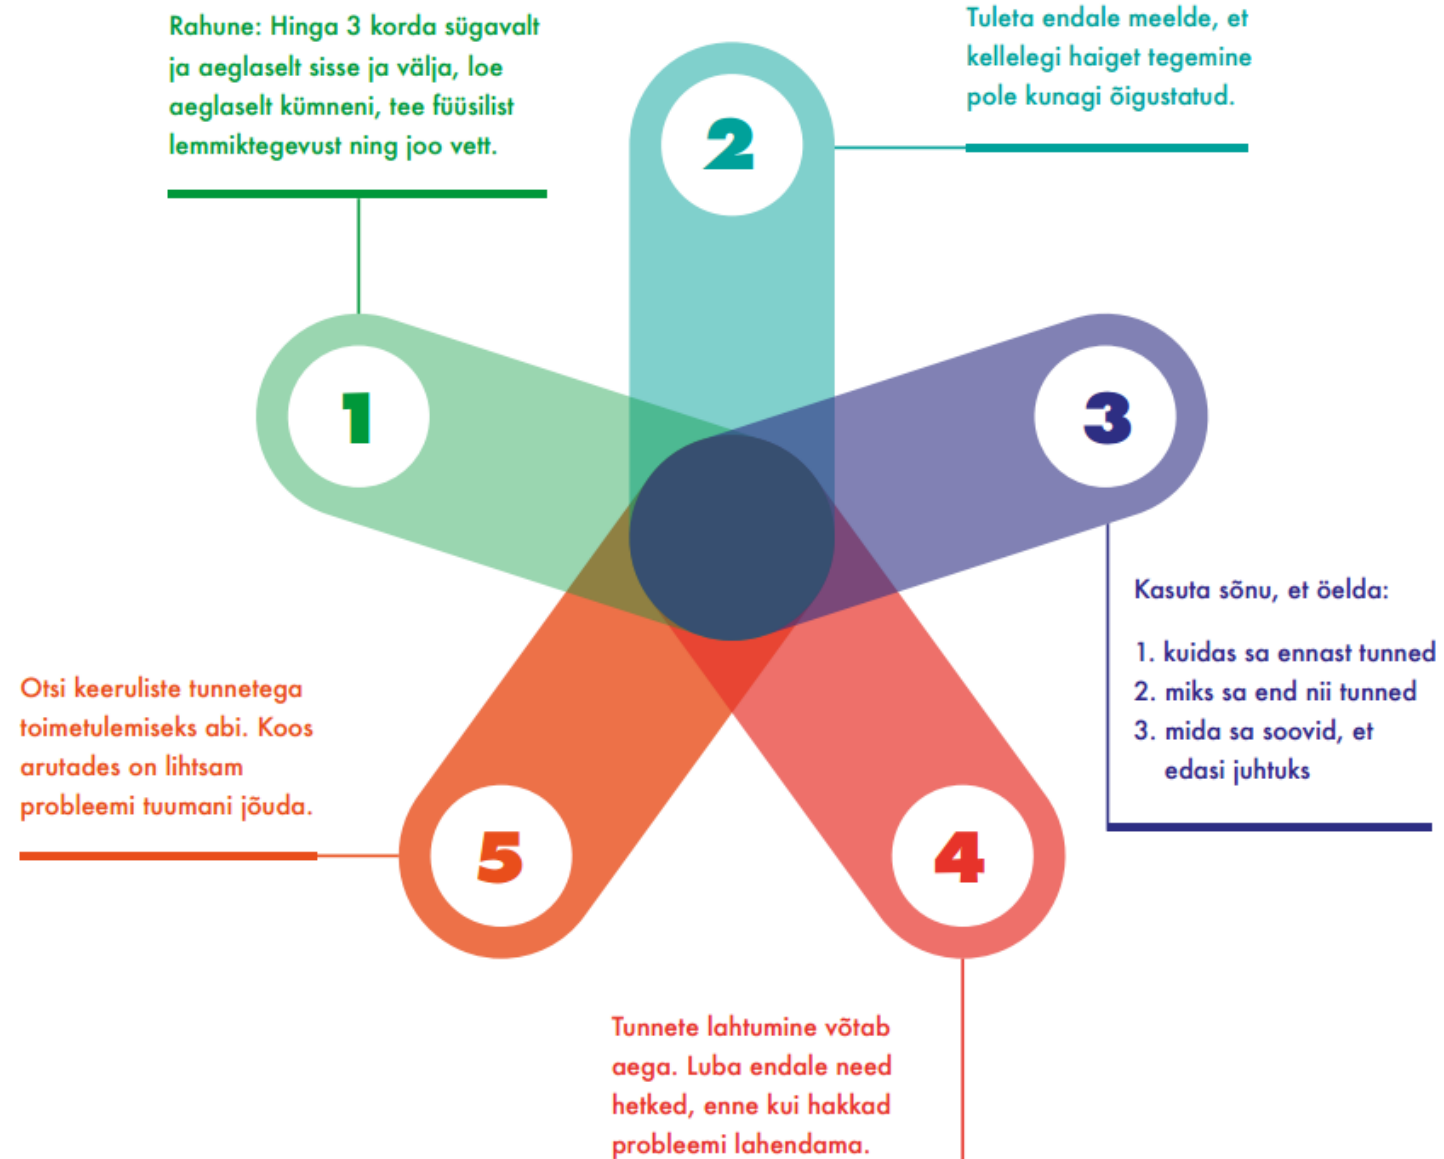 Rahune: Hinga 3 korda sügavalt
ja aeglaselt sisse ja välja, loe
aeglaselt kümneni, tee füüsilist
lemmiktegevust ning joo vett.
1
2
Tuleta endale meelde, et
kellelegi haiget tegemine
pole kunagi õigustatud.
3
Kasuta sõnu, et öelda:
1. kuidas sa ennast tunned
2. miks sa end nii tunned
3. mida sa soovid, et
edasi juhtuks
4
Tunnete lahtumine võtab
aega. Luba endale need
hetked, enne kui hakkad
probleemi lahendama.
5
Otsi keeruliste tunnetega
toimetulemiseks abi. Koos
arutades on lihtsam
probleemi tuumani jõuda.